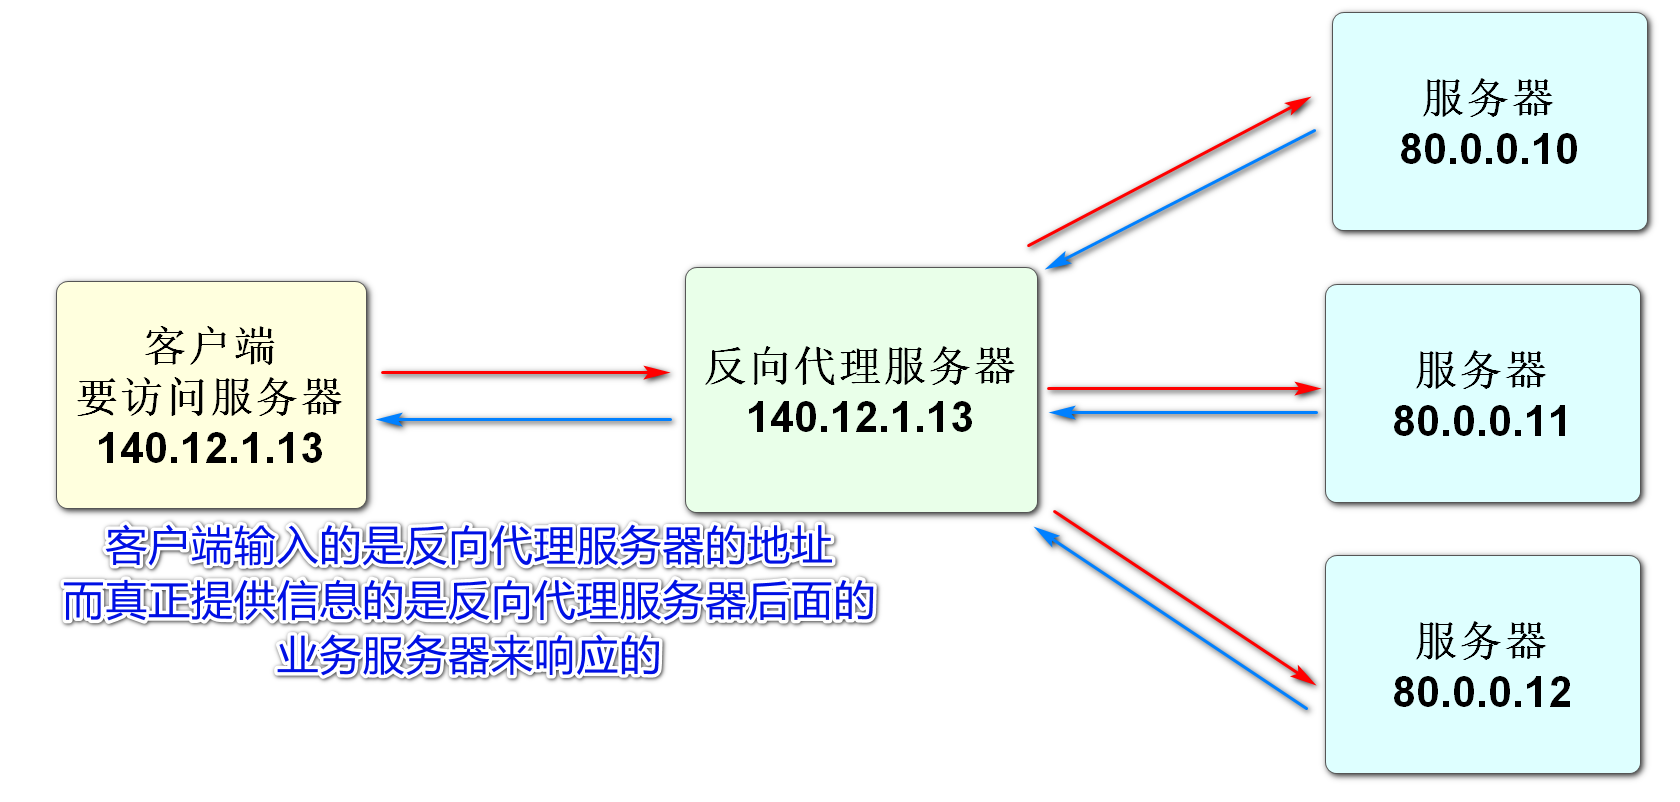 服务器
80.0.0.10
客户端
要访问服务器
140.12.1.13
反向代理服务器
140.12.1.13
服务器
80.0.0.11
客户端输入的是反向代理服务器的地址
而真正提供信息的是反向代理服务器后面的
业务服务器来响应的
服务器
80.0.0.12